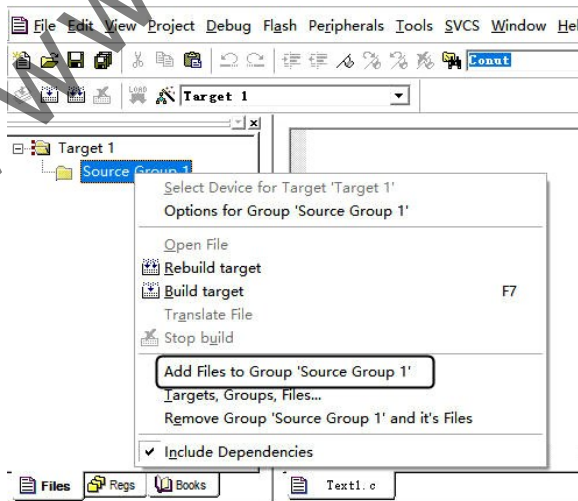 File Edit View Project Debug Flash Peripherals Tools SVCS Window Hel
Conut
LOAD Target 1
Target 1
Source Group 1
Select Device for Target 'Target 1'
Options for Group 'Source Group 1'
Open File
Rebuild target
Build target F7
Translate File
Stop build
Add Files to Group 'Source Group 1'
Targets, Groups, Files...
Remove Group 'Source Group 1' and it's Files
Include Dependencies
Files Regs Books Text1.c